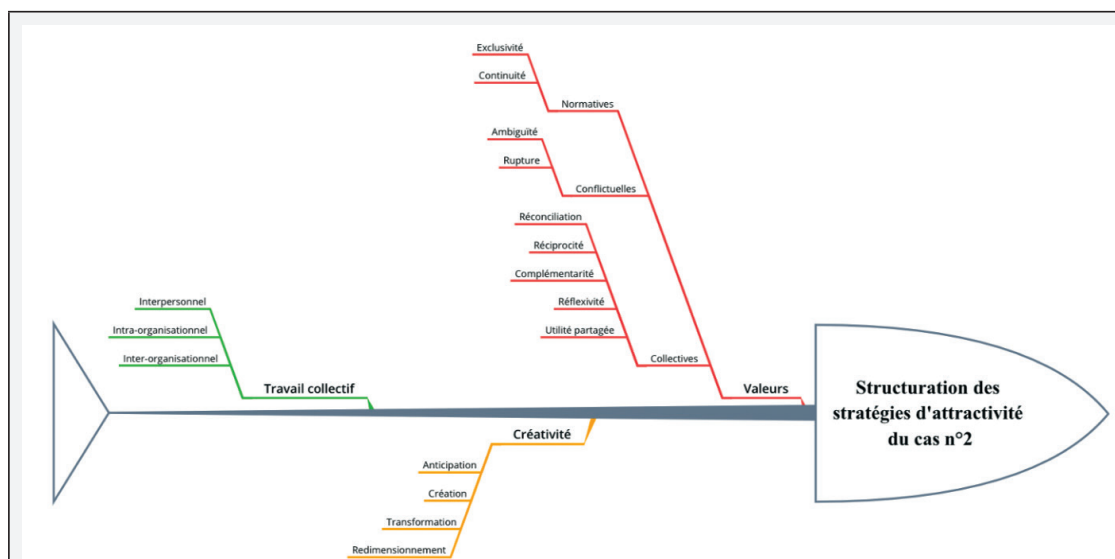 Exclusivité
Continuité
Normatives
Ambiguïté
Rupture
Conflictuelles
Réconciliation
Réciprocité
Complémentarité
Réflexivité
Utilité partagée
Collectives
Valeurs
Interpersonnel
Intra-organisationnel
Inter-organisationnel
Travail collectif
Structuration des
stratégies d'attractivité
du cas n°2
Créativité
Anticipation
Création
Transformation
Redimensionnement